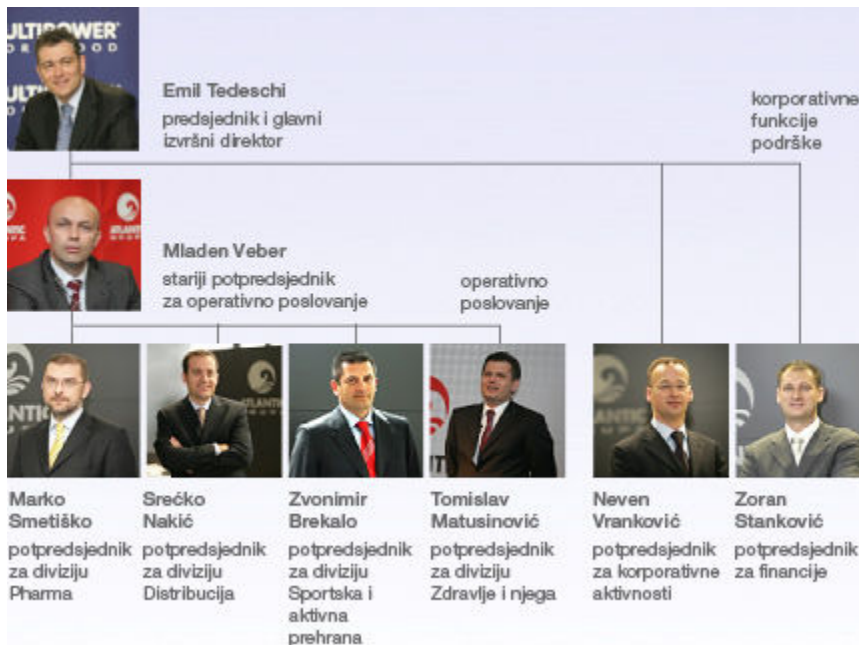 ULTIPOWER
Emil Tedeschi
predsjednik i glavni
izvršni direktor
korporativne
funkcije
podrške
ATLANTIC
Mladen Veber
stariji potpredsjednik
za operativno poslovanje
operativno
poslovanje
Marko
Smetiško
potpredsjednik
za diviziju
Pharma
Srećko
Nakić
potpredsjednik
za diviziju
Distribucija
Zvonimir
Brekalo
potpredsjednik
za diviziju
Sportska i
aktivna
prehrana
Tomislav
Matusinović
potpredsjednik
za diviziju
Zdravlje i njega
Neven
Vranković
potpredsjednik
za korporativne
aktivnosti
Zoran
Stanković
potpredsjednik
za financije